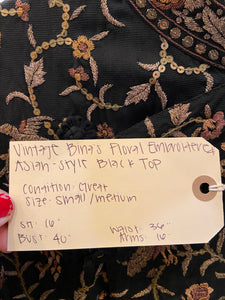 Vintage Bina's Floral Embroidered
Asian-Style Black Top
Condition: Great
Size: Small/medium
SH: 16"
Waist: 36"
Bust: 40"
Arms: 16"